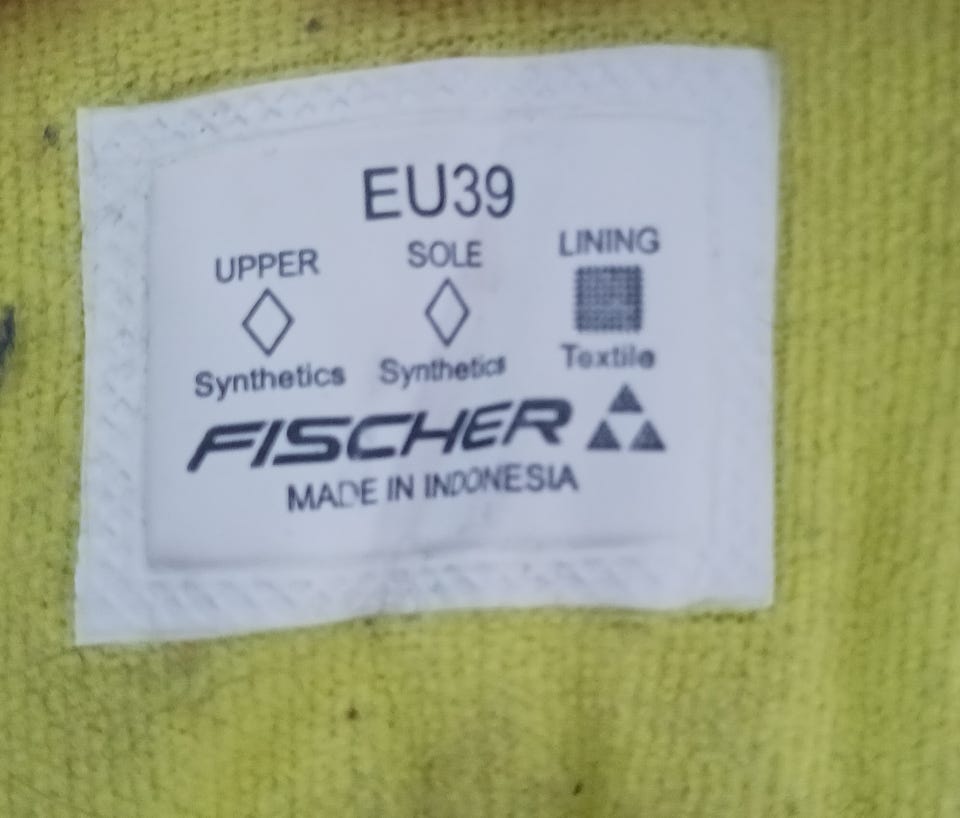 EU39
UPPER SOLE LINING
Synthetics Synthetics Textile
FISCHER
MADE IN INDONESIA